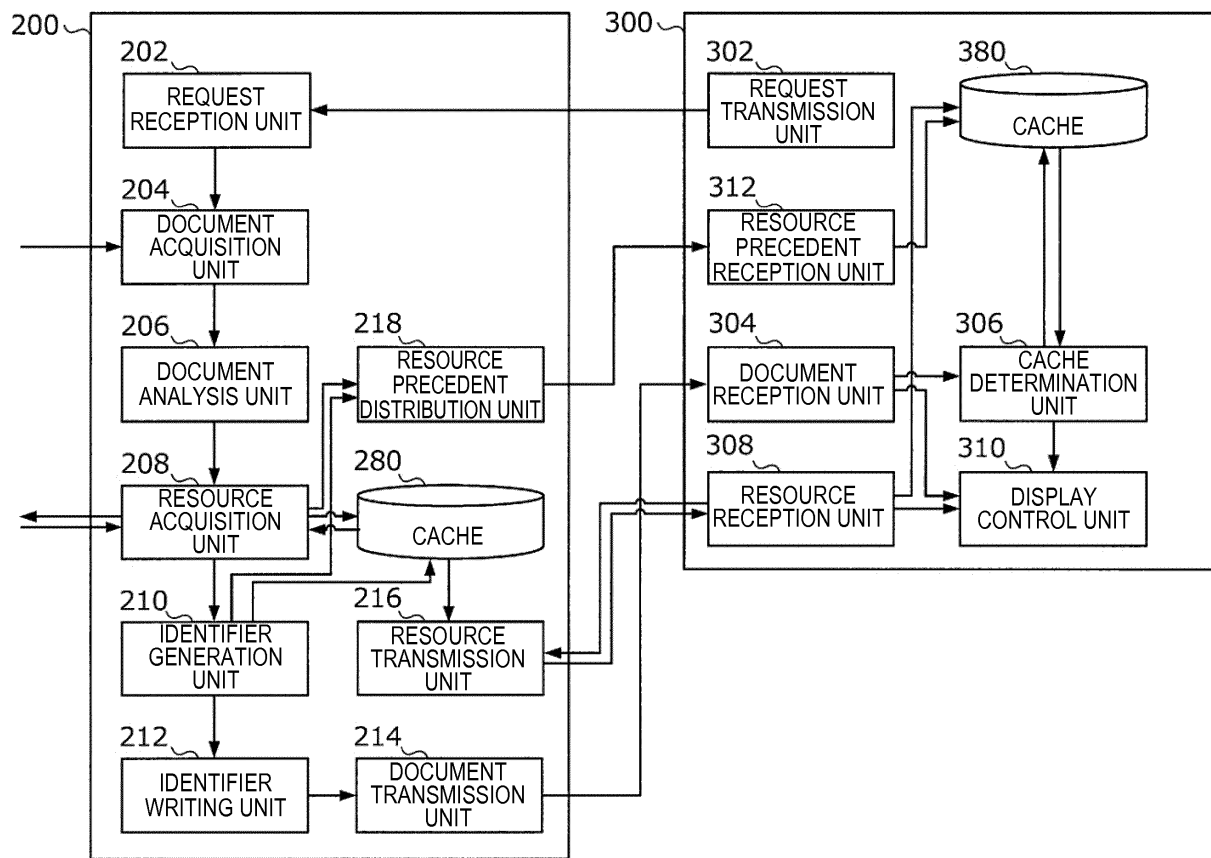 200
202
REQUEST
RECEPTION UNIT
204
DOCUMENT
ACQUISITION
UNIT
206
DOCUMENT
ANALYSIS UNIT
218
RESOURCE
PRECEDENT
DISTRIBUTION UNIT
208
RESOURCE
ACQUISITION
UNIT
280
CACHE
210
IDENTIFIER
GENERATION
UNIT
216
RESOURCE
TRANSMISSION
UNIT
212
IDENTIFIER
WRITING UNIT
214
DOCUMENT
TRANSMISSION
UNIT
300
302
REQUEST
TRANSMISSION
UNIT
380
CACHE
312
RESOURCE
PRECEDENT
RECEPTION UNIT
304
DOCUMENT
RECEPTION UNIT
306
CACHE
DETERMINATION
UNIT
308
RESOURCE
RECEPTION UNIT
310
DISPLAY
CONTROL UNIT